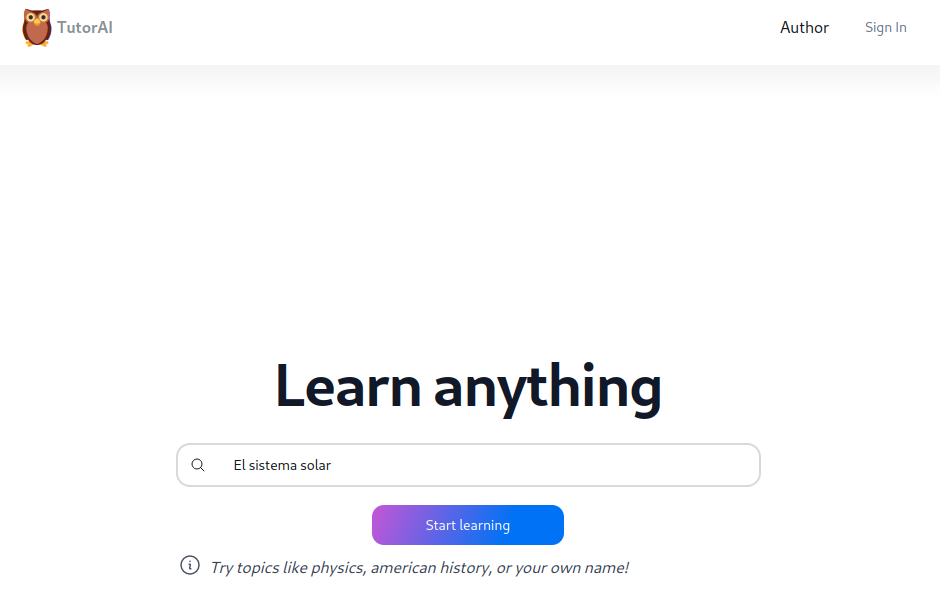 TutorAI
Author
Sign In
Learn anything
El sistema solar
Start learning
Try topics like physics, american history, or your own name!